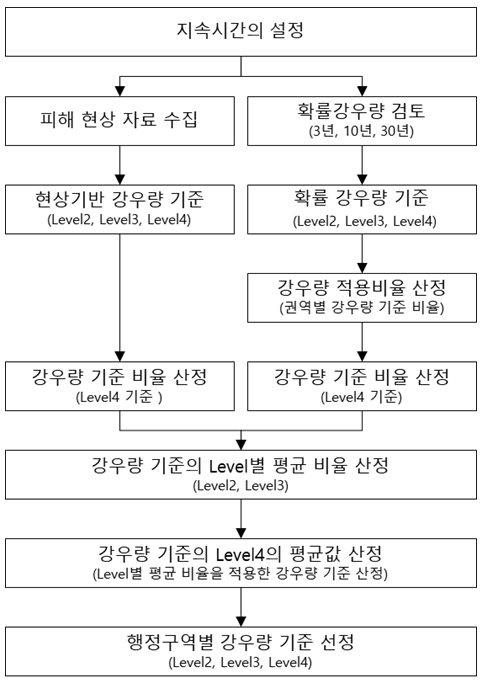 지속시간의 설정
피해 현상 자료 수집
확률강우량 검토
(3년, 10년, 30년)
현상기반 강우량 기준
(Level2, Level3, Level4)
확률 강우량 기준
(Level2, Level3, Level4)
강우량 적용비율 산정
(권역별 강우량 기준 비율)
강우량 기준 비율 산정
(Level4 기준 )
강우량 기준 비율 산정
(Level4 기준)
강우량 기준의 Level별 평균 비율 산정
(Level2, Level3)
강우량 기준의 Level4의 평균값 산정
(Level별 평균 비율을 적용한 강우량 기준 산정)
행정구역별 강우량 기준 선정
(Level2, Level3, Level4)